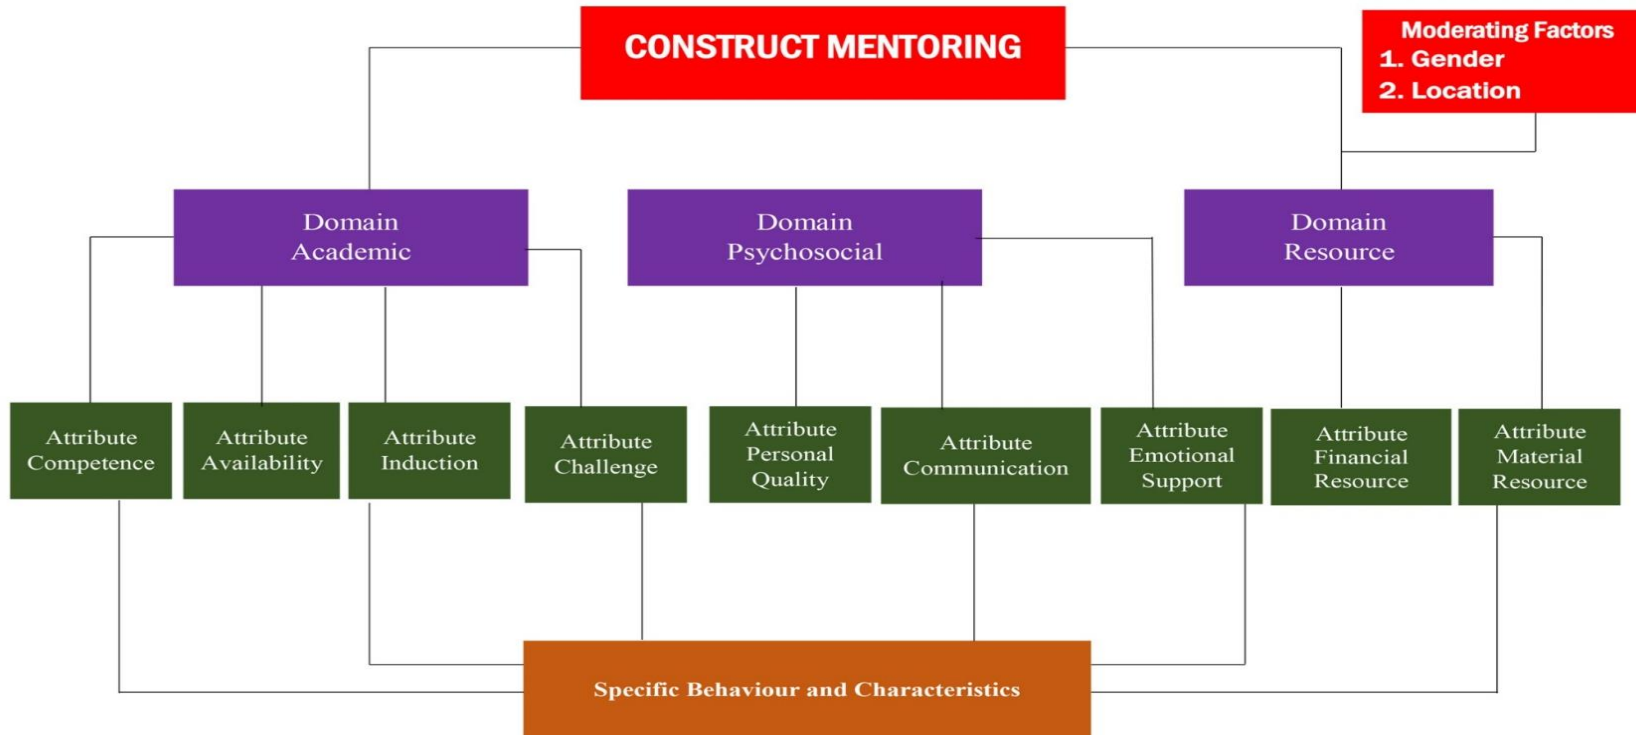 CONSTRUCT MENTORING
Moderating Factors
1. Gender
2. Location
Domain
Academic
Domain
Psychosocial
Domain
Resource
Attribute
Competence
Attribute
Availability
Attribute
Induction
Attribute
Challenge
Attribute
Personal
Quality
Attribute
Communication
Attribute
Emotional
Support
Attribute
Financial
Resource
Attribute
Material
Resource
Specific Behaviour and Characteristics